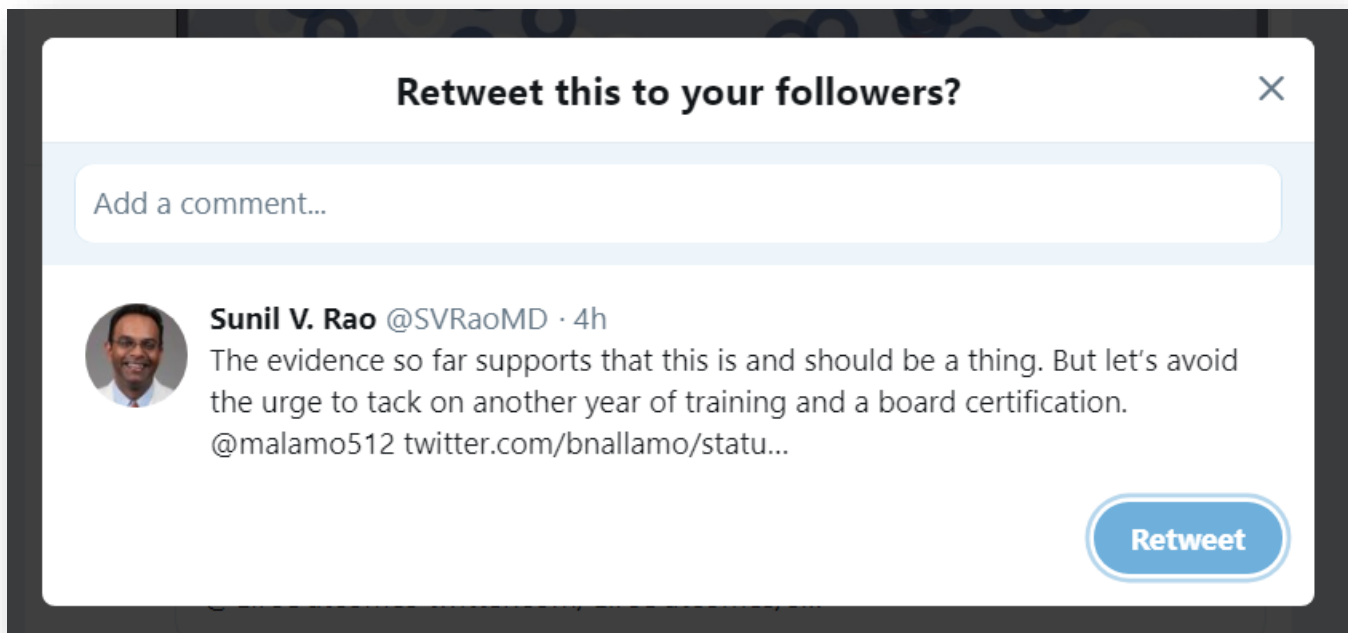 Retweet this to your followers?
Add a comment...
Sunil V. Rao @SVRaoMD · 4h
The evidence so far supports that this is and should be a thing. But let's avoid
the urge to tack on another year of training and a board certification.
@malamo512 twitter.com/bnallamo/statu...
Retweet